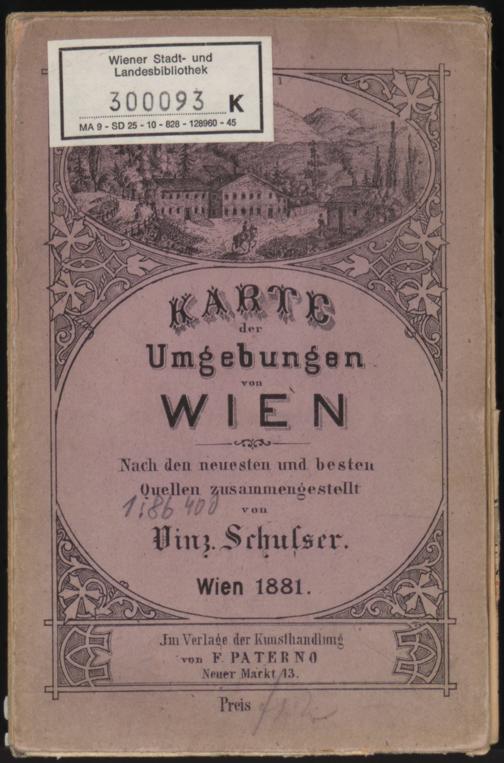 Wiener Stadt- und
Landesbibliothek
300093 K
MA 9 - SD 25 - 10 - 828 - 128960 - 45
KARTE
der
Umgebungen
von
WIEN
Nach den neuesten und besten
Quellen zusammengestellt
1:86 400
von
Vinz. Schuſser.
Wien 1881.
Im Verlage der Kunsthandlung
von F. PATERNO
Neuer Markt 13.
Preis